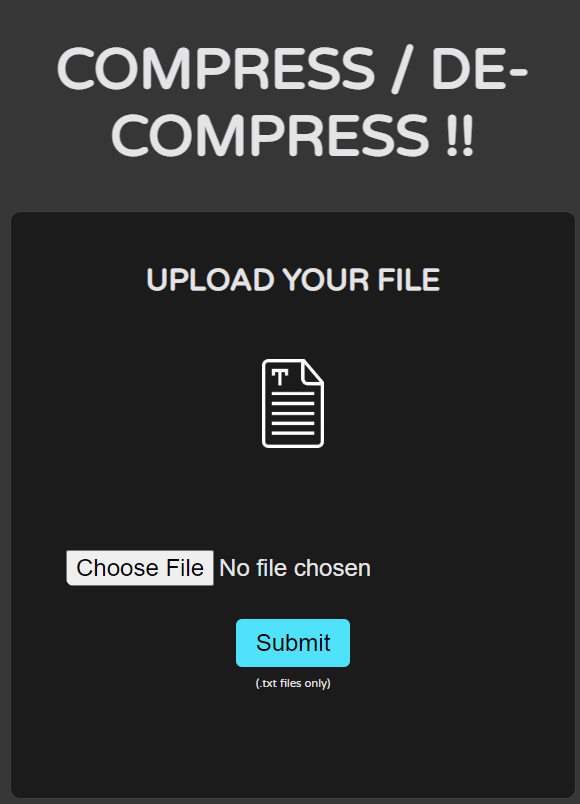 COMPRESS / DE-
COMPRESS !!
UPLOAD YOUR FILE
T
Choose File No file chosen
Submit
(.txt files only)